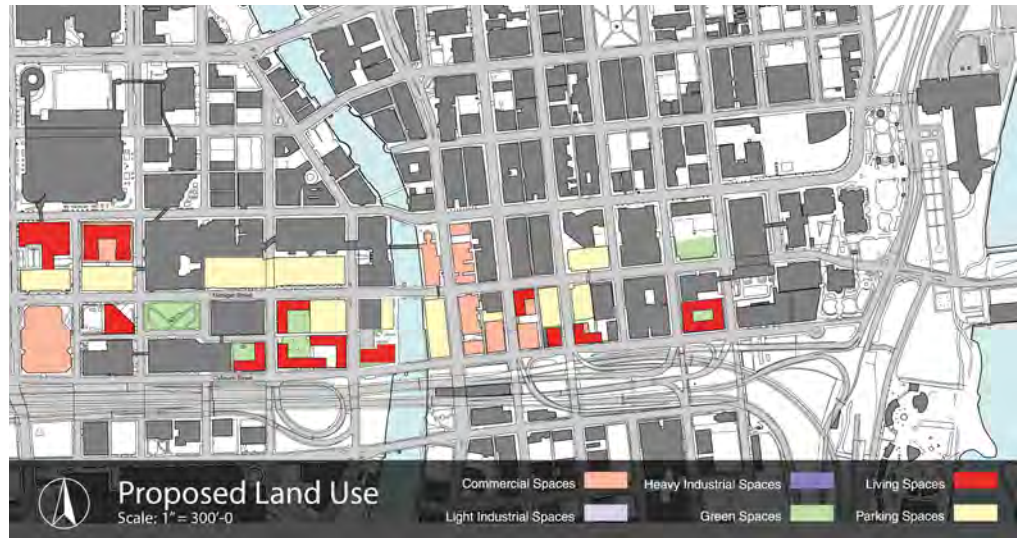 Proposed Land Use
Scale: 1" = 300'-0
Commercial Spaces
Heavy Industrial Spaces
Living Spaces
Light Industrial Spaces
Green Spaces
Parking Spaces